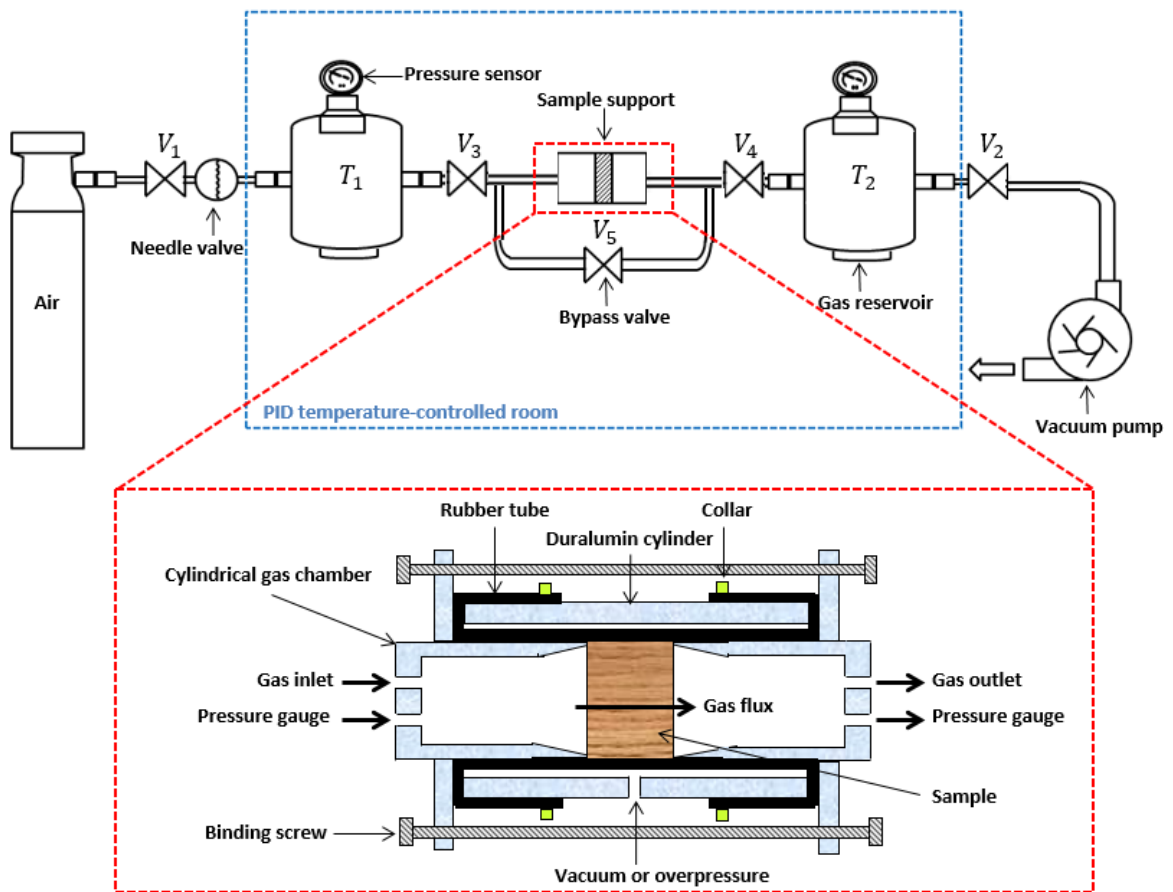 Pressure sensor
Sample support
V₁
V₃
V₄
V₂
T₁
T₂
Needle valve
V₅
Air
Bypass valve
Gas reservoir
PID temperature-controlled room
Vacuum pump
Rubber tube
Collar
Duralumin cylinder
Cylindrical gas chamber
Gas inlet
Gas outlet
Gas flux
Pressure gauge
Pressure gauge
Sample
Binding screw
Vacuum or overpressure